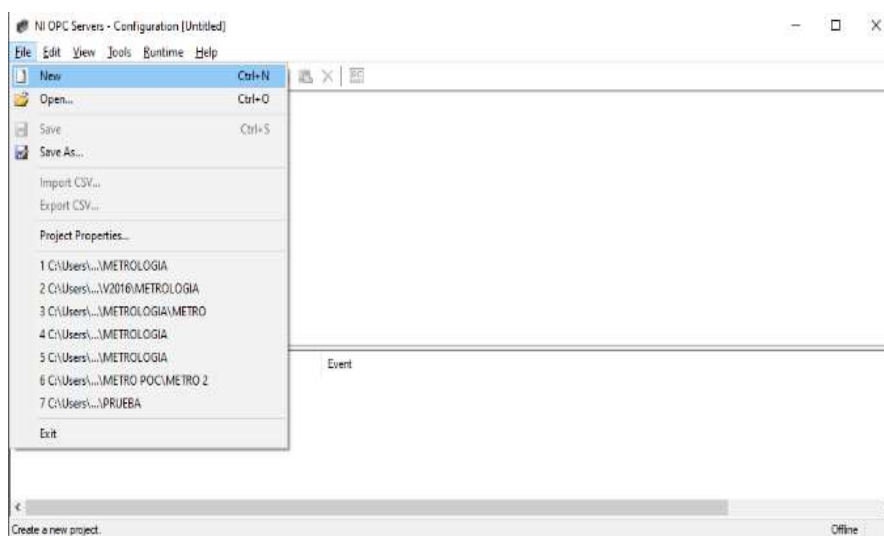 NI OPC Servers - Configuration [Untitled]
File Edit View Tools Runtime Help
New Ctrl+N
Open... Ctrl+O
Save Ctrl+S
Save As...
Import CSV...
Export CSV...
Project Properties...
1 C:\Users\...\METROLOGIA
2 C:\Users\...\V2016\METROLOGIA
3 C:\Users\...\METROLOGIA\METRO
4 C:\Users\...\METROLOGIA
5 C:\Users\...\METROLOGIA
Event
6 C:\Users\...\METRO POC\METRO 2
7 C:\Users\...\PRUEBA
Exit
Create a new project. Offline